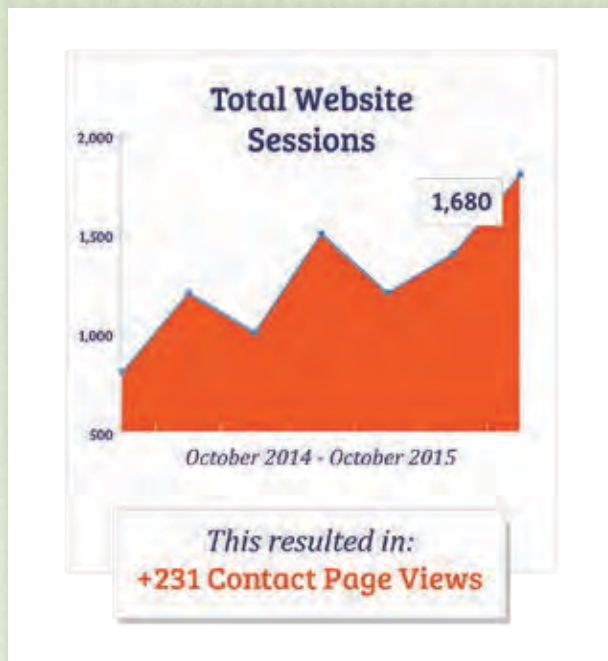 Total Website
Sessions
2,000
1,680
1,500
1,000
500
October 2014 - October 2015
This resulted in:
+231 Contact Page Views